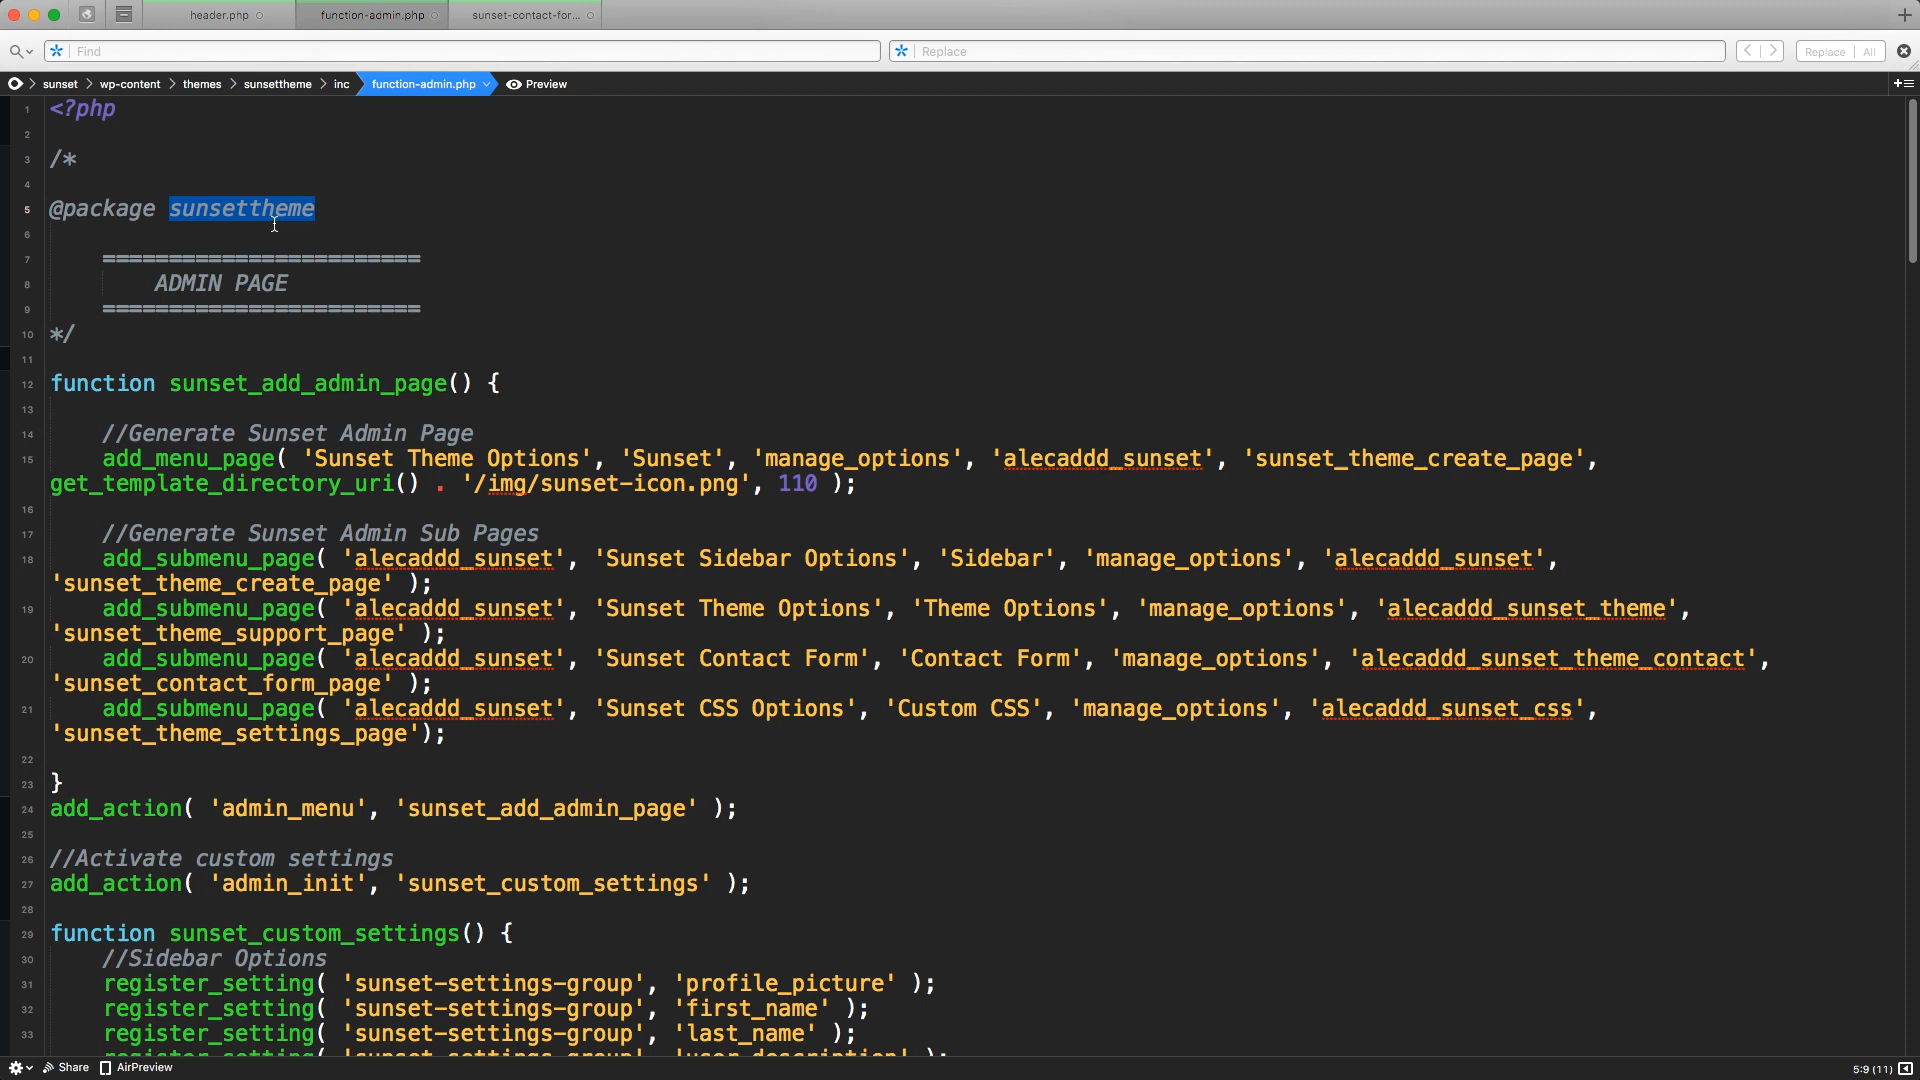 header.php
function-admin.php
sunset-contact-for...
Find
Replace
Replace
All
sunset
wp-content
themes
sunsettheme
inc
function-admin.php
Preview
1 <?php
2
3 /*
4
5 @package sunsettheme
6
7 ========================
8 ADMIN PAGE
9 ========================
10 */
11
12 function sunset_add_admin_page() {
13
14 //Generate Sunset Admin Page
15 add_menu_page( 'Sunset Theme Options', 'Sunset', 'manage_options', 'alecaddd_sunset', 'sunset_theme_create_page',
get_template_directory_uri() . '/img/sunset-icon.png', 110 );
16
17 //Generate Sunset Admin Sub Pages
18 add_submenu_page( 'alecaddd_sunset', 'Sunset Sidebar Options', 'Sidebar', 'manage_options', 'alecaddd_sunset',
'sunset_theme_create_page' );
19 add_submenu_page( 'alecaddd_sunset', 'Sunset Theme Options', 'Theme Options', 'manage_options', 'alecaddd_sunset_theme',
'sunset_theme_support_page' );
20 add_submenu_page( 'alecaddd_sunset', 'Sunset Contact Form', 'Contact Form', 'manage_options', 'alecaddd_sunset_theme_contact',
'sunset_contact_form_page' );
21 add_submenu_page( 'alecaddd_sunset', 'Sunset CSS Options', 'Custom CSS', 'manage_options', 'alecaddd_sunset_css',
'sunset_theme_settings_page');
22
23 }
24 add_action( 'admin_menu', 'sunset_add_admin_page' );
25
26 //Activate custom settings
27 add_action( 'admin_init', 'sunset_custom_settings' );
28
29 function sunset_custom_settings() {
30 //Sidebar Options
31 register_setting( 'sunset-settings-group', 'profile_picture' );
32 register_setting( 'sunset-settings-group', 'first_name' );
33 register_setting( 'sunset-settings-group', 'last_name' );
register_setting( 'sunset-settings-group', 'user_description' );
Share
AirPreview
5:9 (11)